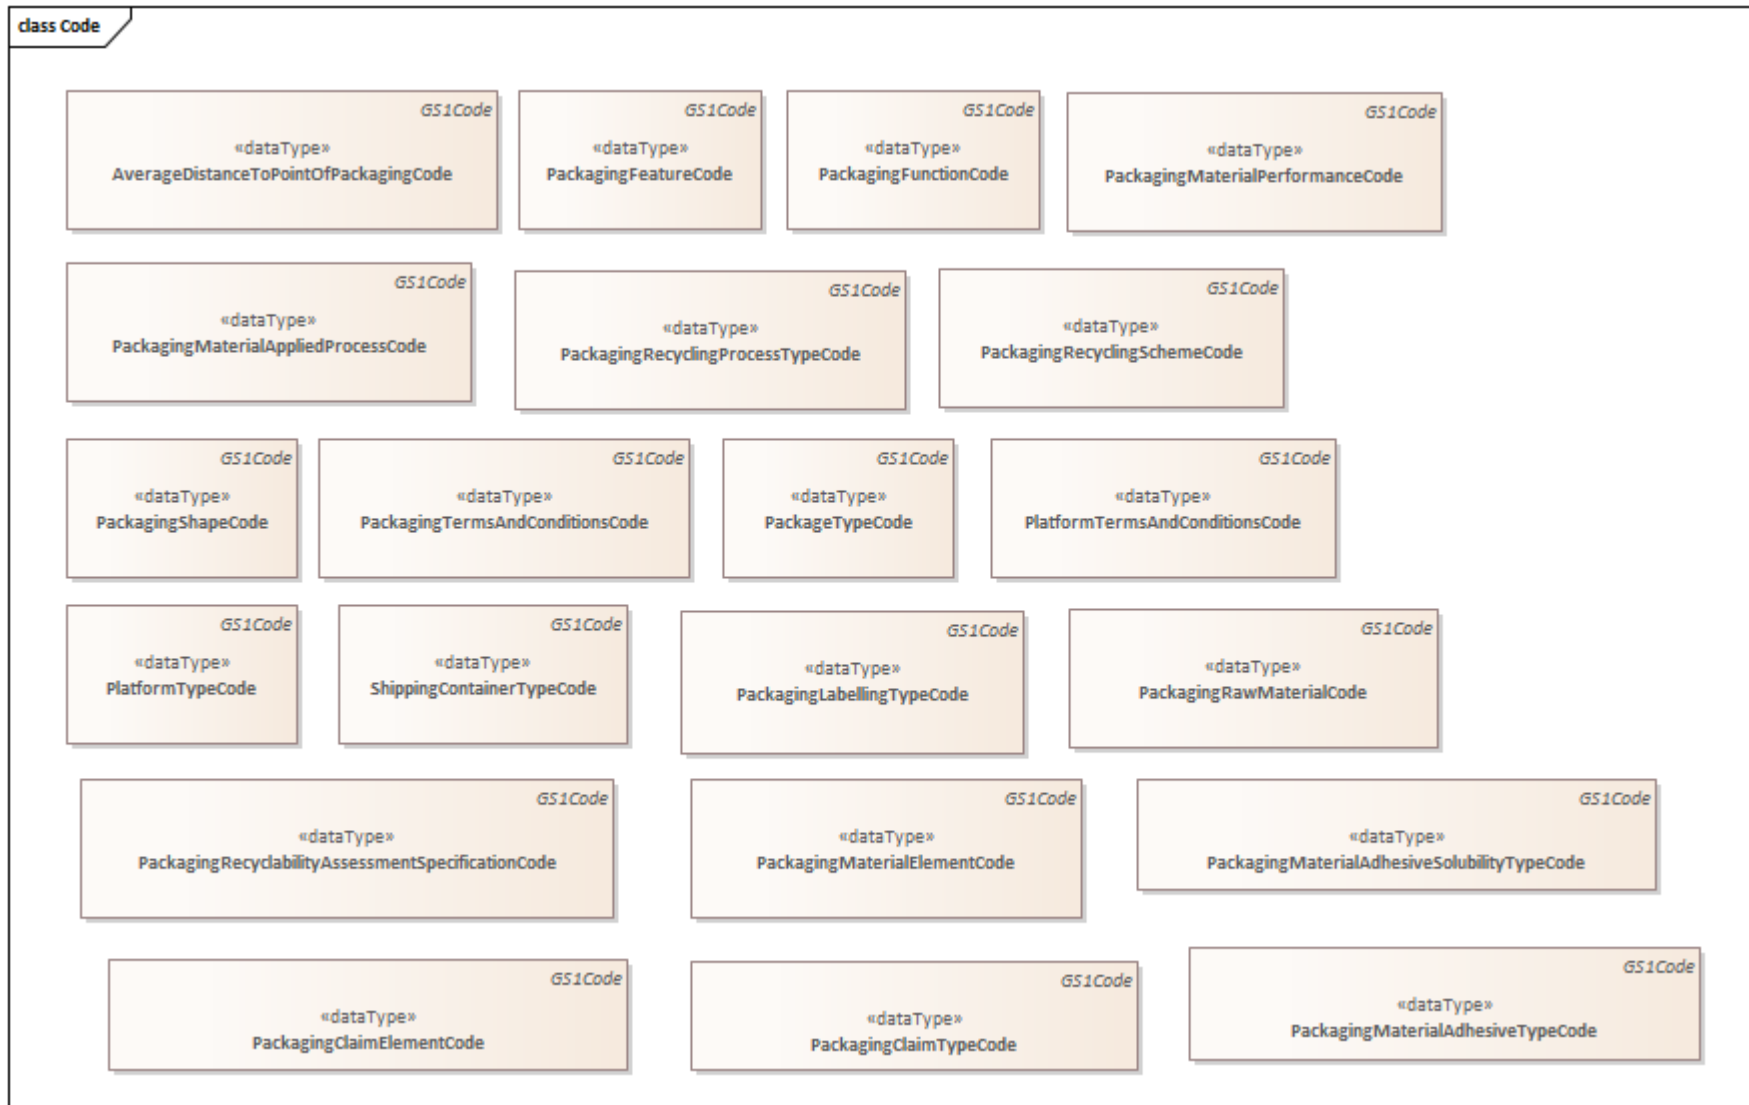 class Code
GS1Code
«dataType»
AverageDistanceToPointOfPackagingCode
GS1Code
«dataType»
PackagingFeatureCode
GS1Code
«dataType»
PackagingFunctionCode
GS1Code
«dataType»
PackagingMaterialPerformanceCode
GS1Code
«dataType»
PackagingMaterialAppliedProcessCode
GS1Code
«dataType»
PackagingRecyclingProcessTypeCode
GS1Code
«dataType»
PackagingRecyclingSchemeCode
GS1Code
«dataType»
PackagingShapeCode
GS1Code
«dataType»
PackagingTermsAndConditionsCode
GS1Code
«dataType»
PackageTypeCode
GS1Code
«dataType»
PlatformTermsAndConditionsCode
GS1Code
«dataType»
PlatformTypeCode
GS1Code
«dataType»
ShippingContainerTypeCode
GS1Code
«dataType»
PackagingLabellingTypeCode
GS1Code
«dataType»
PackagingRawMaterialCode
GS1Code
«dataType»
PackagingRecyclabilityAssessmentSpecificationCode
GS1Code
«dataType»
PackagingMaterialElementCode
GS1Code
«dataType»
PackagingMaterialAdhesiveSolubilityTypeCode
GS1Code
«dataType»
PackagingClaimElementCode
GS1Code
«dataType»
PackagingClaimTypeCode
GS1Code
«dataType»
PackagingMaterialAdhesiveTypeCode